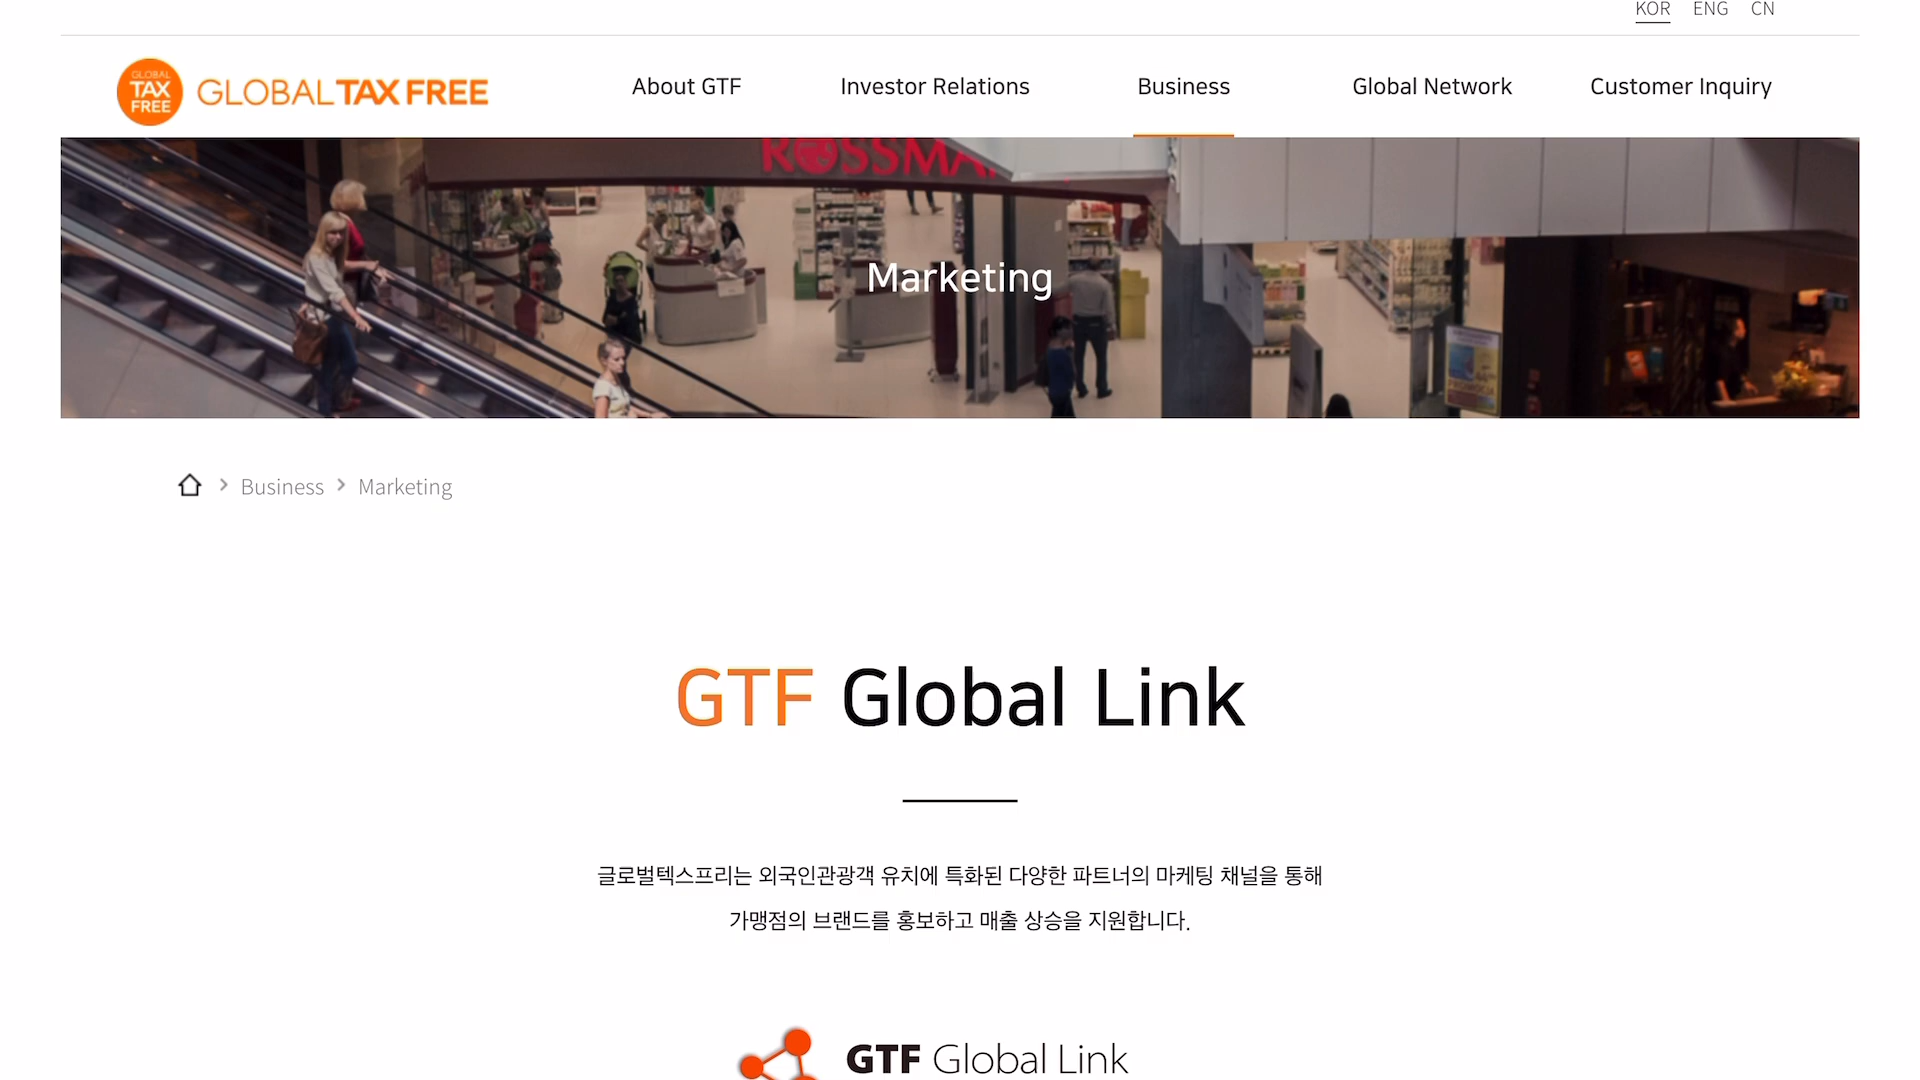 KOR ENG CN
GLOBAL
TAX
FREE
GLOBAL TAX FREE
About GTF Investor Relations Business Global Network Customer Inquiry
Marketing
Business Marketing
GTF Global Link
글로벌텍스프리는 외국인관광객 유치에 특화된 다양한 파트너의 마케팅 채널을 통해
가맹점의 브랜드를 홍보하고 매출 상승을 지원합니다.
GTF Global Link